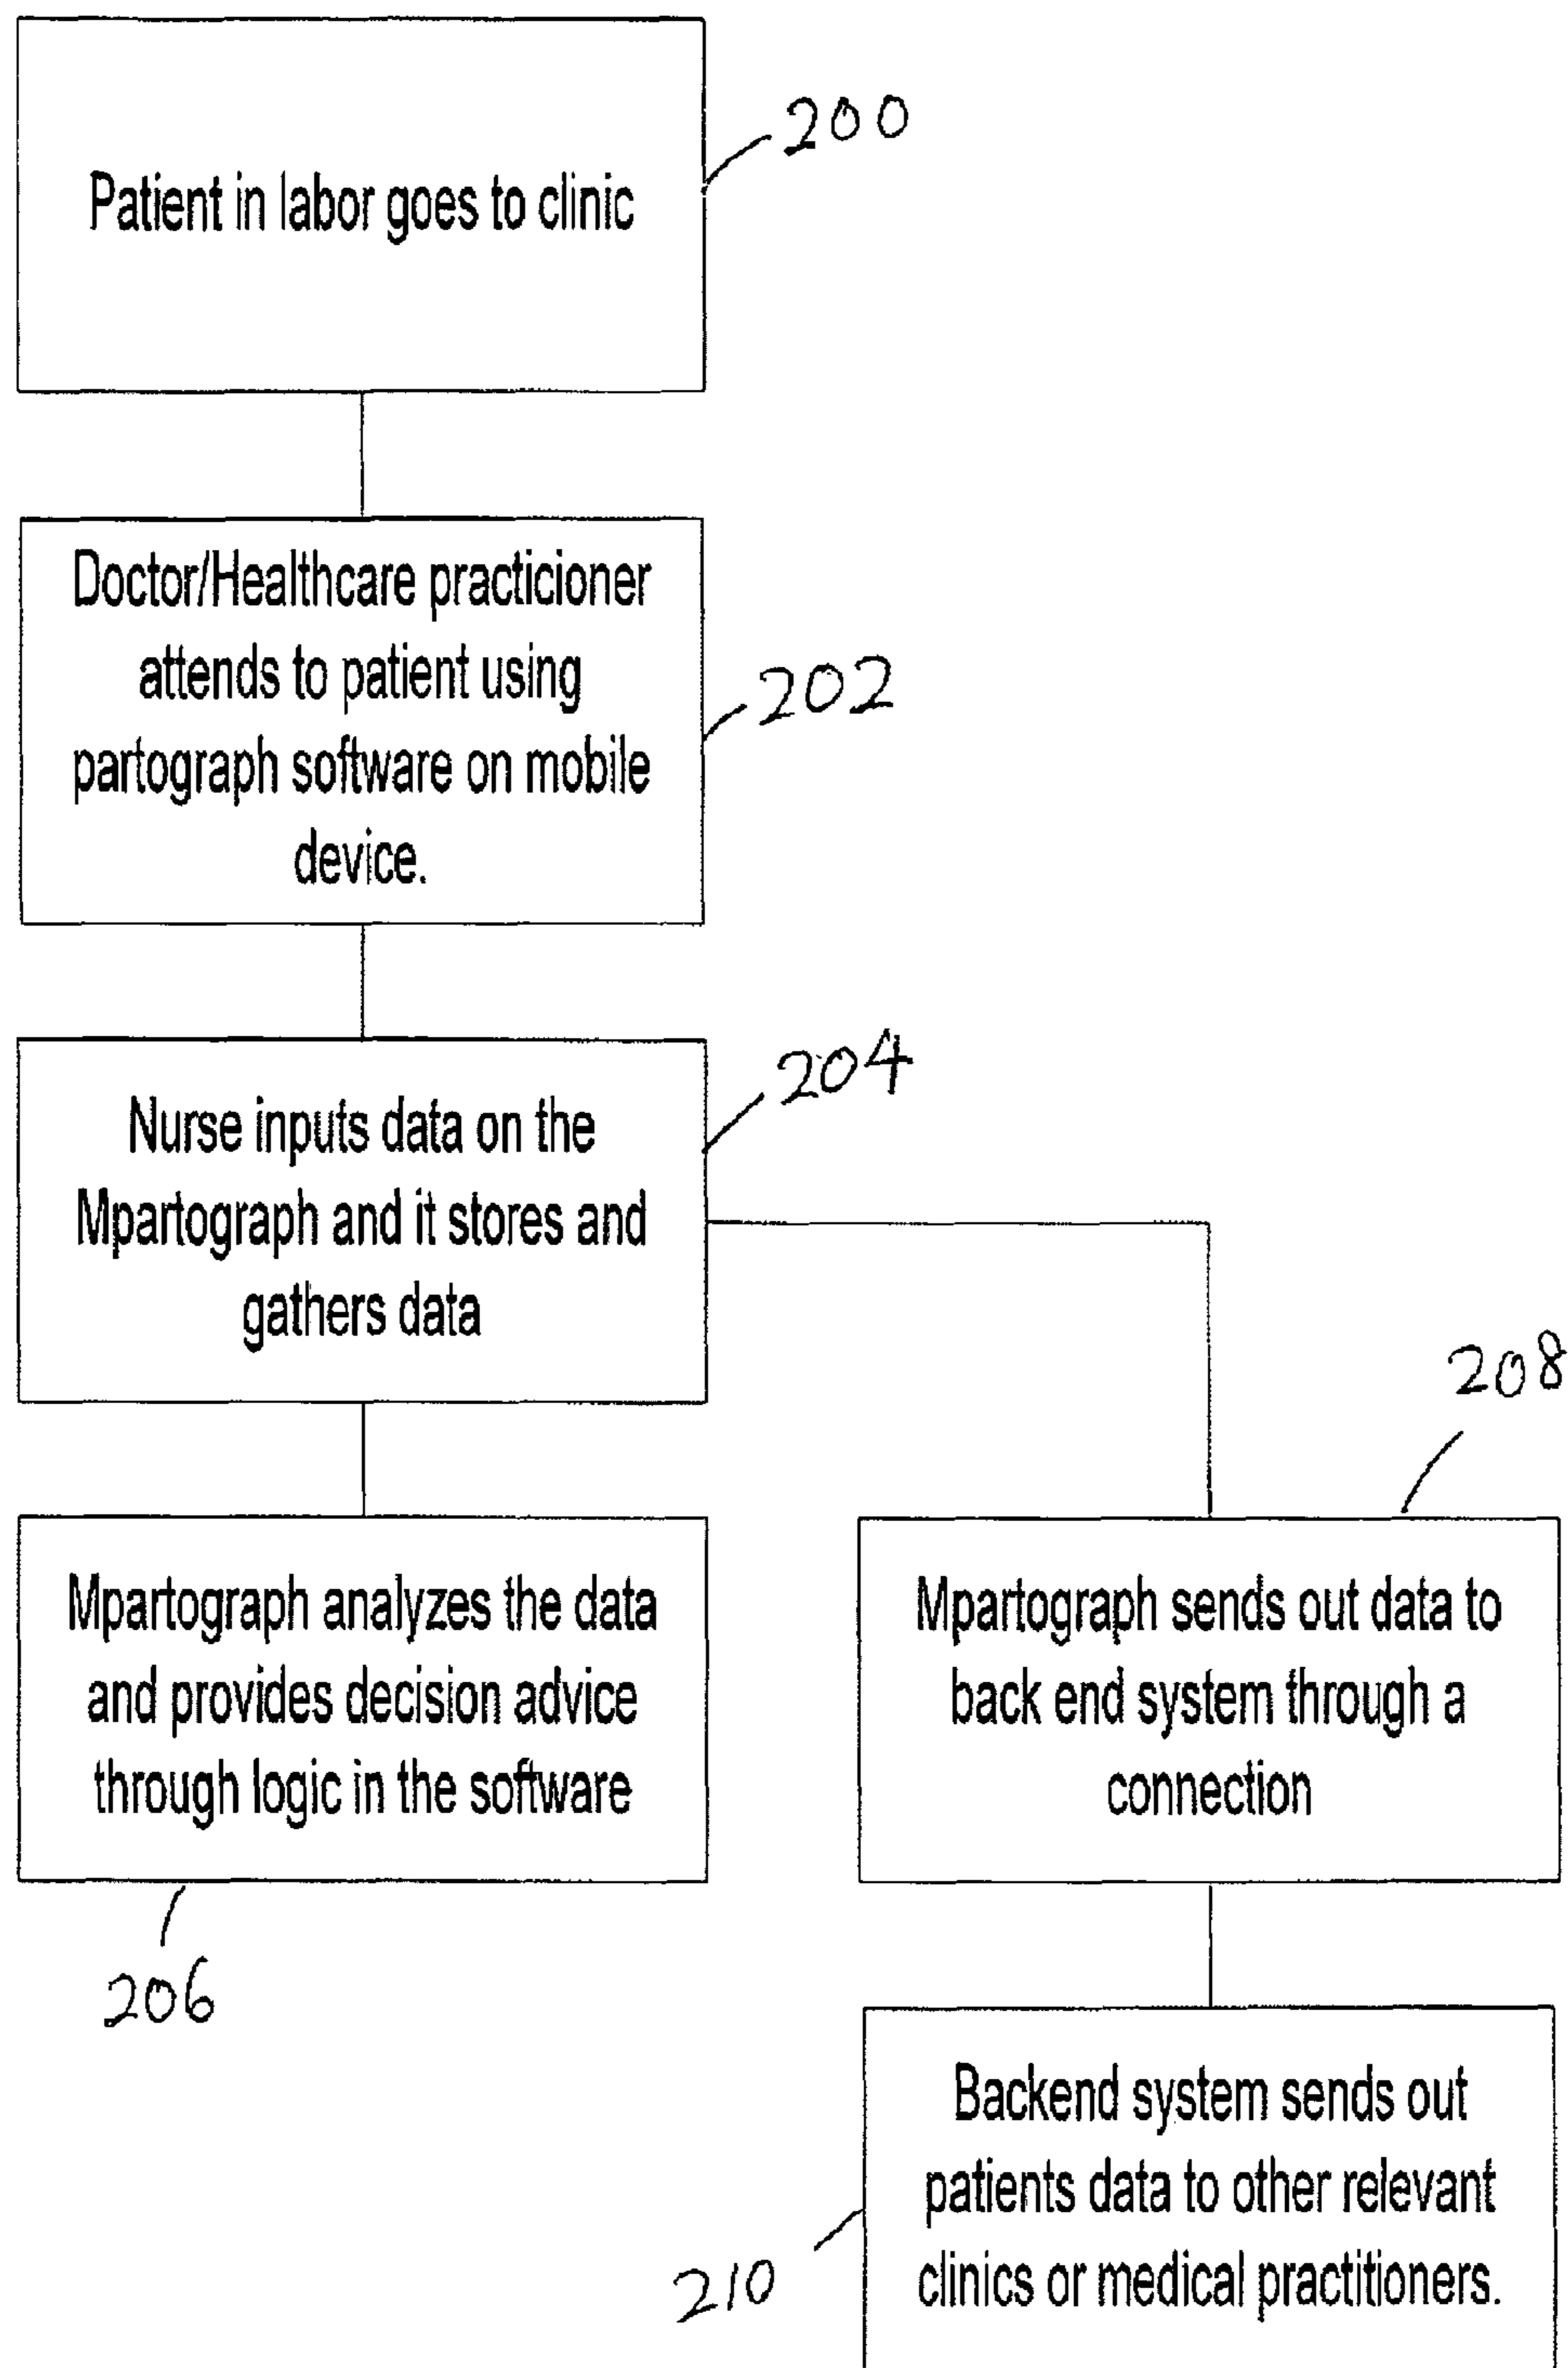 Patient in labor goes to clinic
200
Doctor/Healthcare practicioner
attends to patient using
partograph software on mobile
device.
202
Nurse inputs data on the
Mpartograph and it stores and
gathers data
204
Mpartograph analyzes the data
and provides decision advice
through logic in the software
206
208
Mpartograph sends out data to
back end system through a
connection
Backend system sends out
patients data to other relevant
clinics or medical practitioners.
210